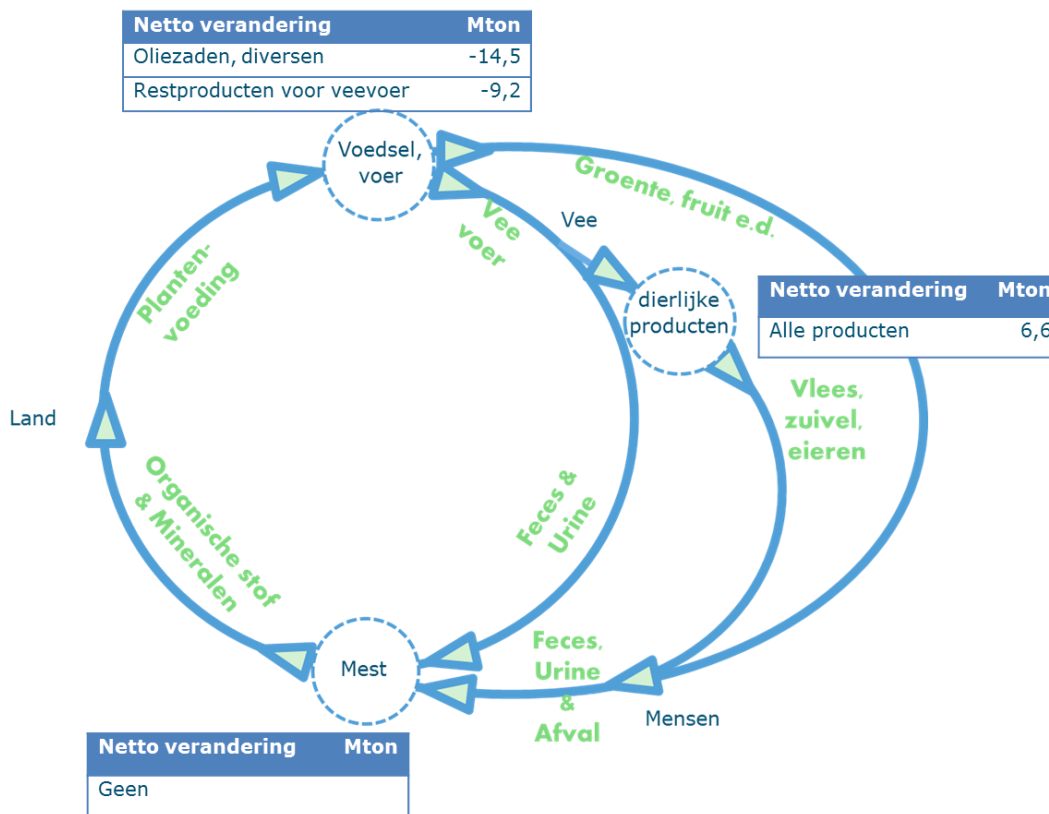 Netto verandering Mton
Oliezaden, diversen -14,5
Restproducten voor veevoer -9,2
Voedsel,
voer
Groente, fruit e.d.
Vee
voer
Vee
Planten-
voeding
dierlijke
producten
Netto verandering Mton
Alle producten 6,6
Vlees,
zuivel,
eieren
Land
Organische stof
& Mineralen
Feces &
Urine
Feces,
Urine
&
Afval
Mest
Mensen
Netto verandering Mton
Geen